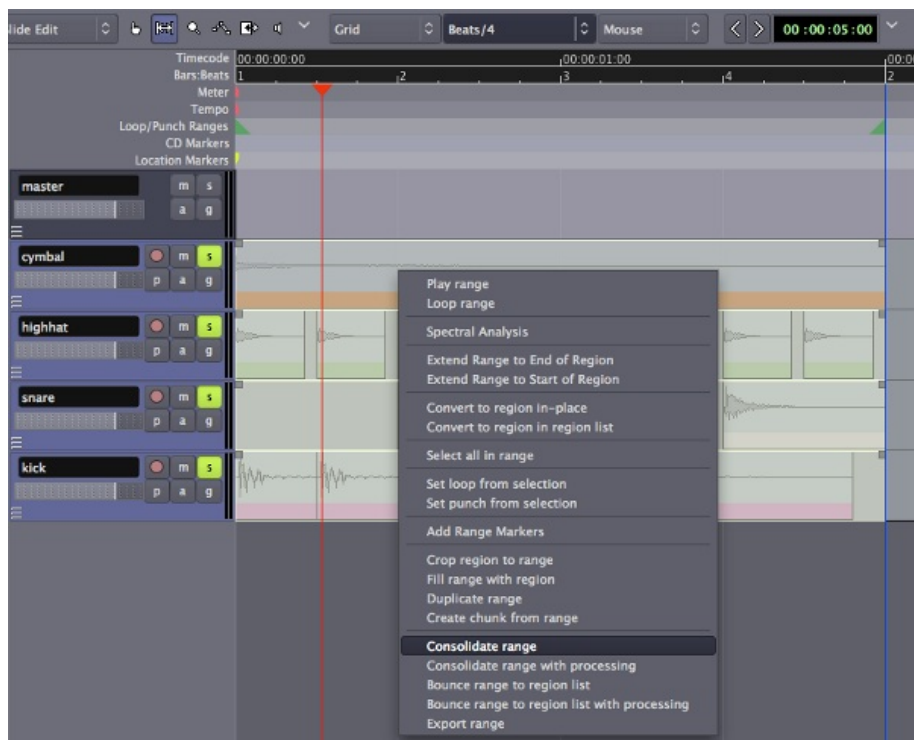 lide Edit Grid Beats/4 Mouse 00:00:05:00
Timecode 00:00:00:00 00:00:01:00 00:0
Bars:Beats 1 2 3 4 2
Meter
Tempo
Loop/Punch Ranges
CD Markers
Location Markers
master m s
a g
cymbal m s
p a g
highhat m s
p a g
snare m s
p a g
kick m s
p a g
Play range
Loop range
Spectral Analysis
Extend Range to End of Region
Extend Range to Start of Region
Convert to region in-place
Convert to region in region list
Select all in range
Set loop from selection
Set punch from selection
Add Range Markers
Crop region to range
Fill range with region
Duplicate range
Create chunk from range
Consolidate range
Consolidate range with processing
Bounce range to region list
Bounce range to region list with processing
Export range